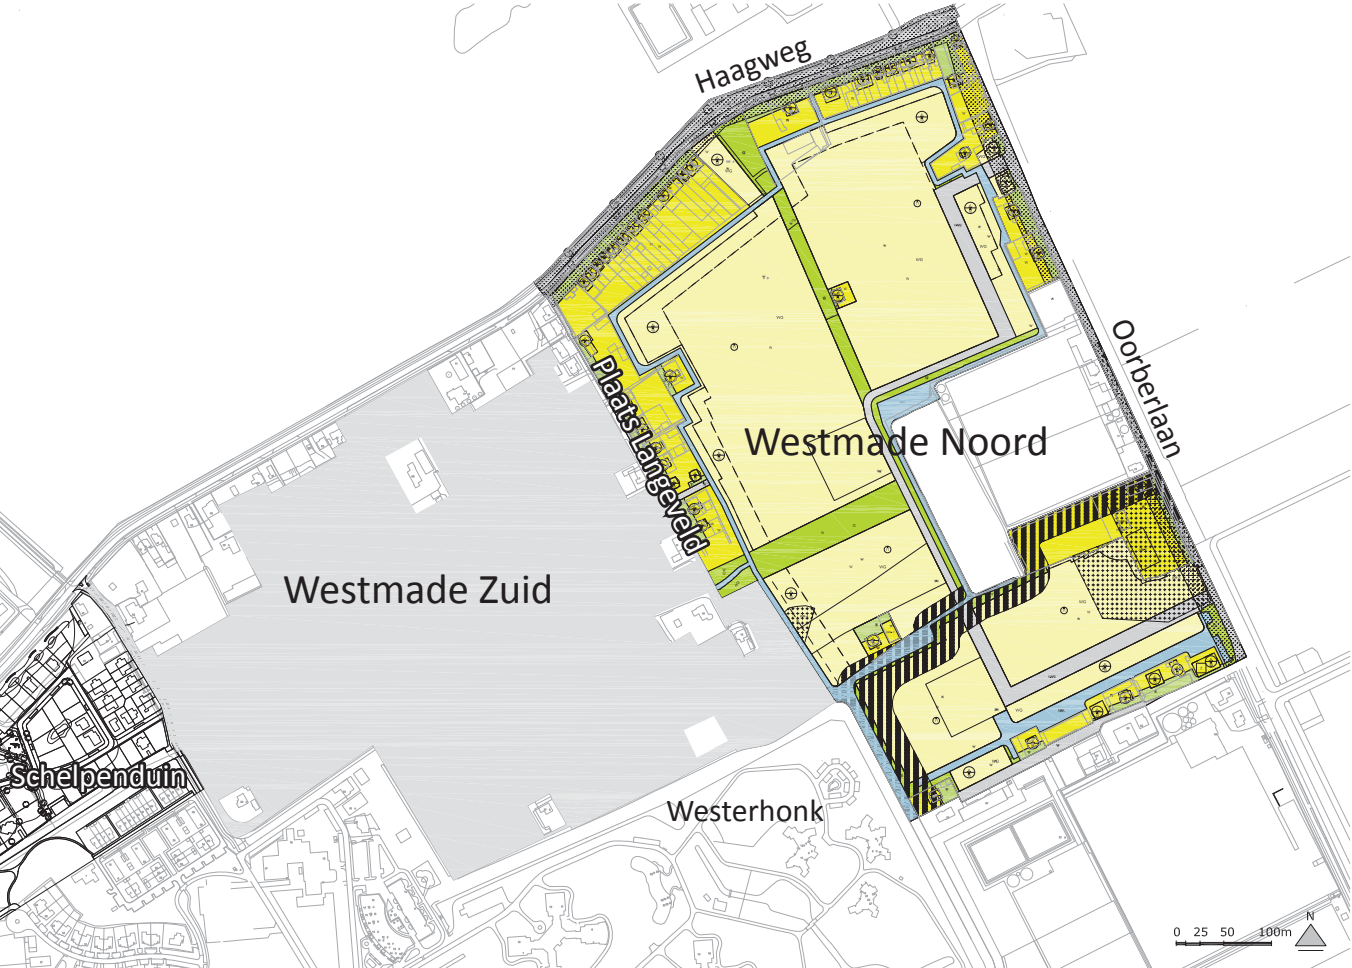 Haagweg
Oorberlaan
Plaats Langeveld
Westmade Noord
Westmade Zuid
Schelpenduin
Westerhonk
N
0 25 50 100m